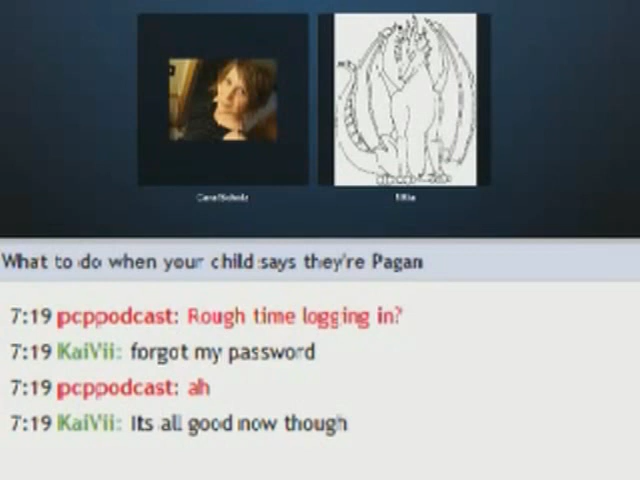 What to do when your child says they're Pagan
7:19 pcppodcast: Rough time logging in?
7:19 KaiVii: forgot my password
7:19 pcppodcast: ah
7:19 KaiVii: Its all good now though